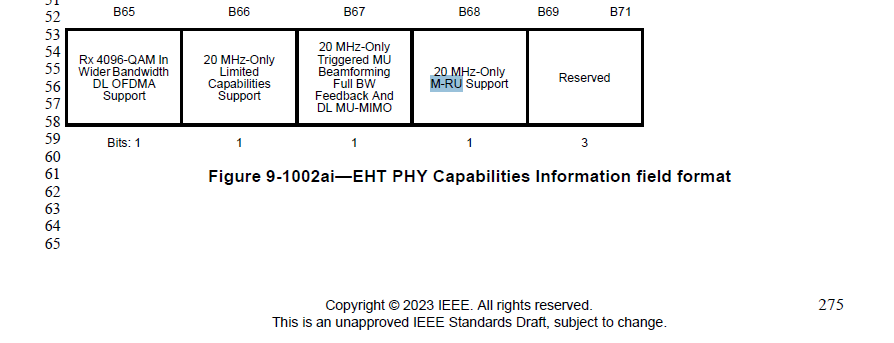 51
52 B65 B66 B67 B68 B69 B71
53
54
55
56
57
58
Rx 4096-QAM In
Wider Bandwidth
DL OFDMA
Support
20 MHz-Only
Limited
Capabilities
Support
20 MHz-Only
Triggered MU
Beamforming
Full BW
Feedback And
DL MU-MIMO
20 MHz-Only
M-RU Support
Reserved
59 Bits: 1 1 1 1 3
60
61 Figure 9-1002ai—EHT PHY Capabilities Information field format
62
63
64
65
Copyright © 2023 IEEE. All rights reserved. 275
This is an unapproved IEEE Standards Draft, subject to change.